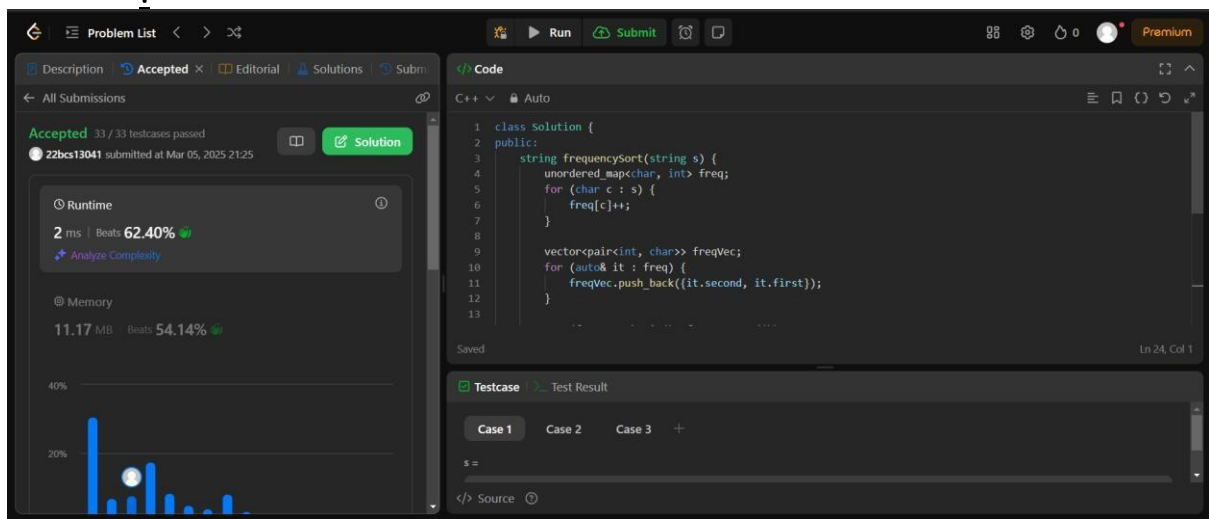 Problem List
Run
Submit
0
Premium
Description
Accepted
Editorial
Solutions
Subm
All Submissions
Accepted 33 / 33 testcases passed
22bcs13041 submitted at Mar 05, 2025 21:25
Solution
Runtime
2 ms | Beats 62.40%
Analyze Complexity
Memory
11.17 MB | Beats 54.14%
40%
20%
</> Code
C++ Auto
1 class Solution {
2 public:
3 string frequencySort(string s) {
4 unordered_map<char, int> freq;
5 for (char c : s) {
6 freq[c]++;
7 }
8
9 vector<pair<int, char>> freqVec;
10 for (auto& it : freq) {
11 freqVec.push_back({it.second, it.first});
12 }
13
Saved
Ln 24, Col 1
Testcase
Test Result
Case 1
Case 2
Case 3
s =
</> Source